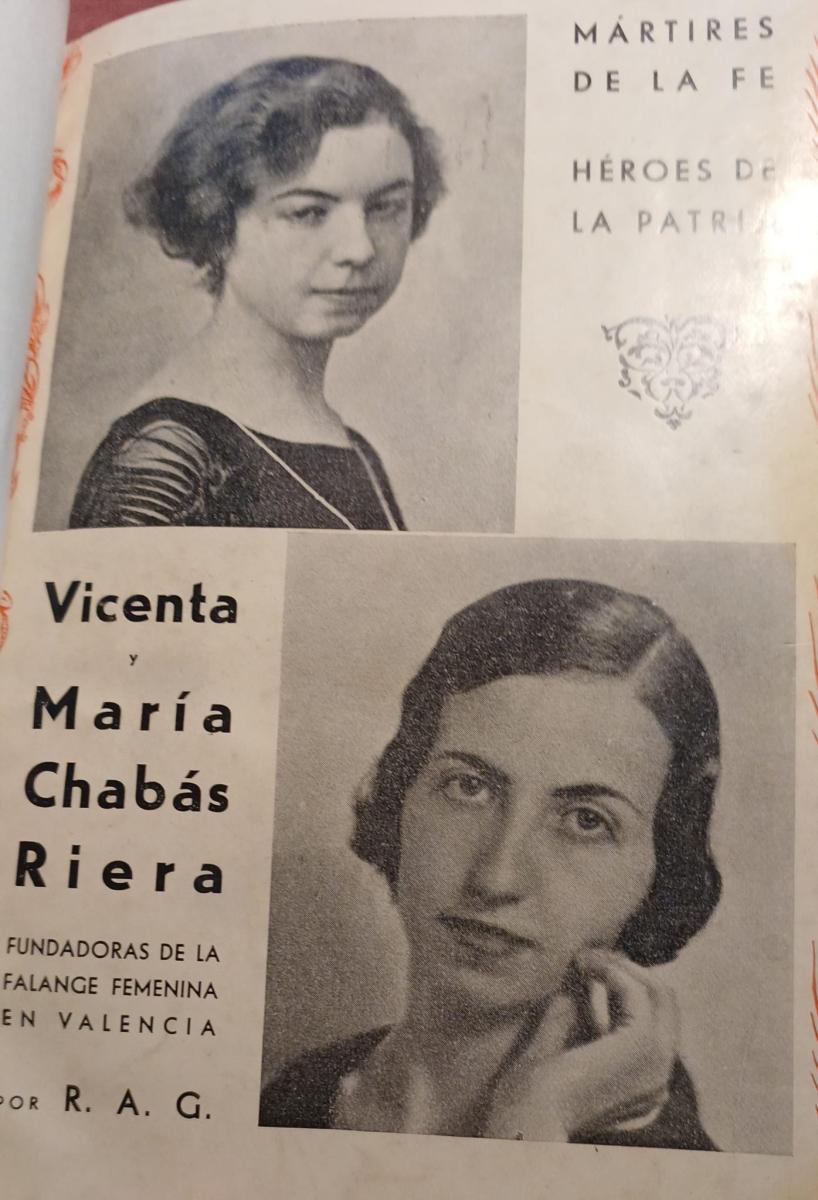 MÁRTIRES
DE LA FE
HÉROES DE
LA PATRIA
Vicenta
y
María
Chabás
Riera
FUNDADORAS DE LA
FALANGE FEMENINA
EN VALENCIA
POR R. A. G.